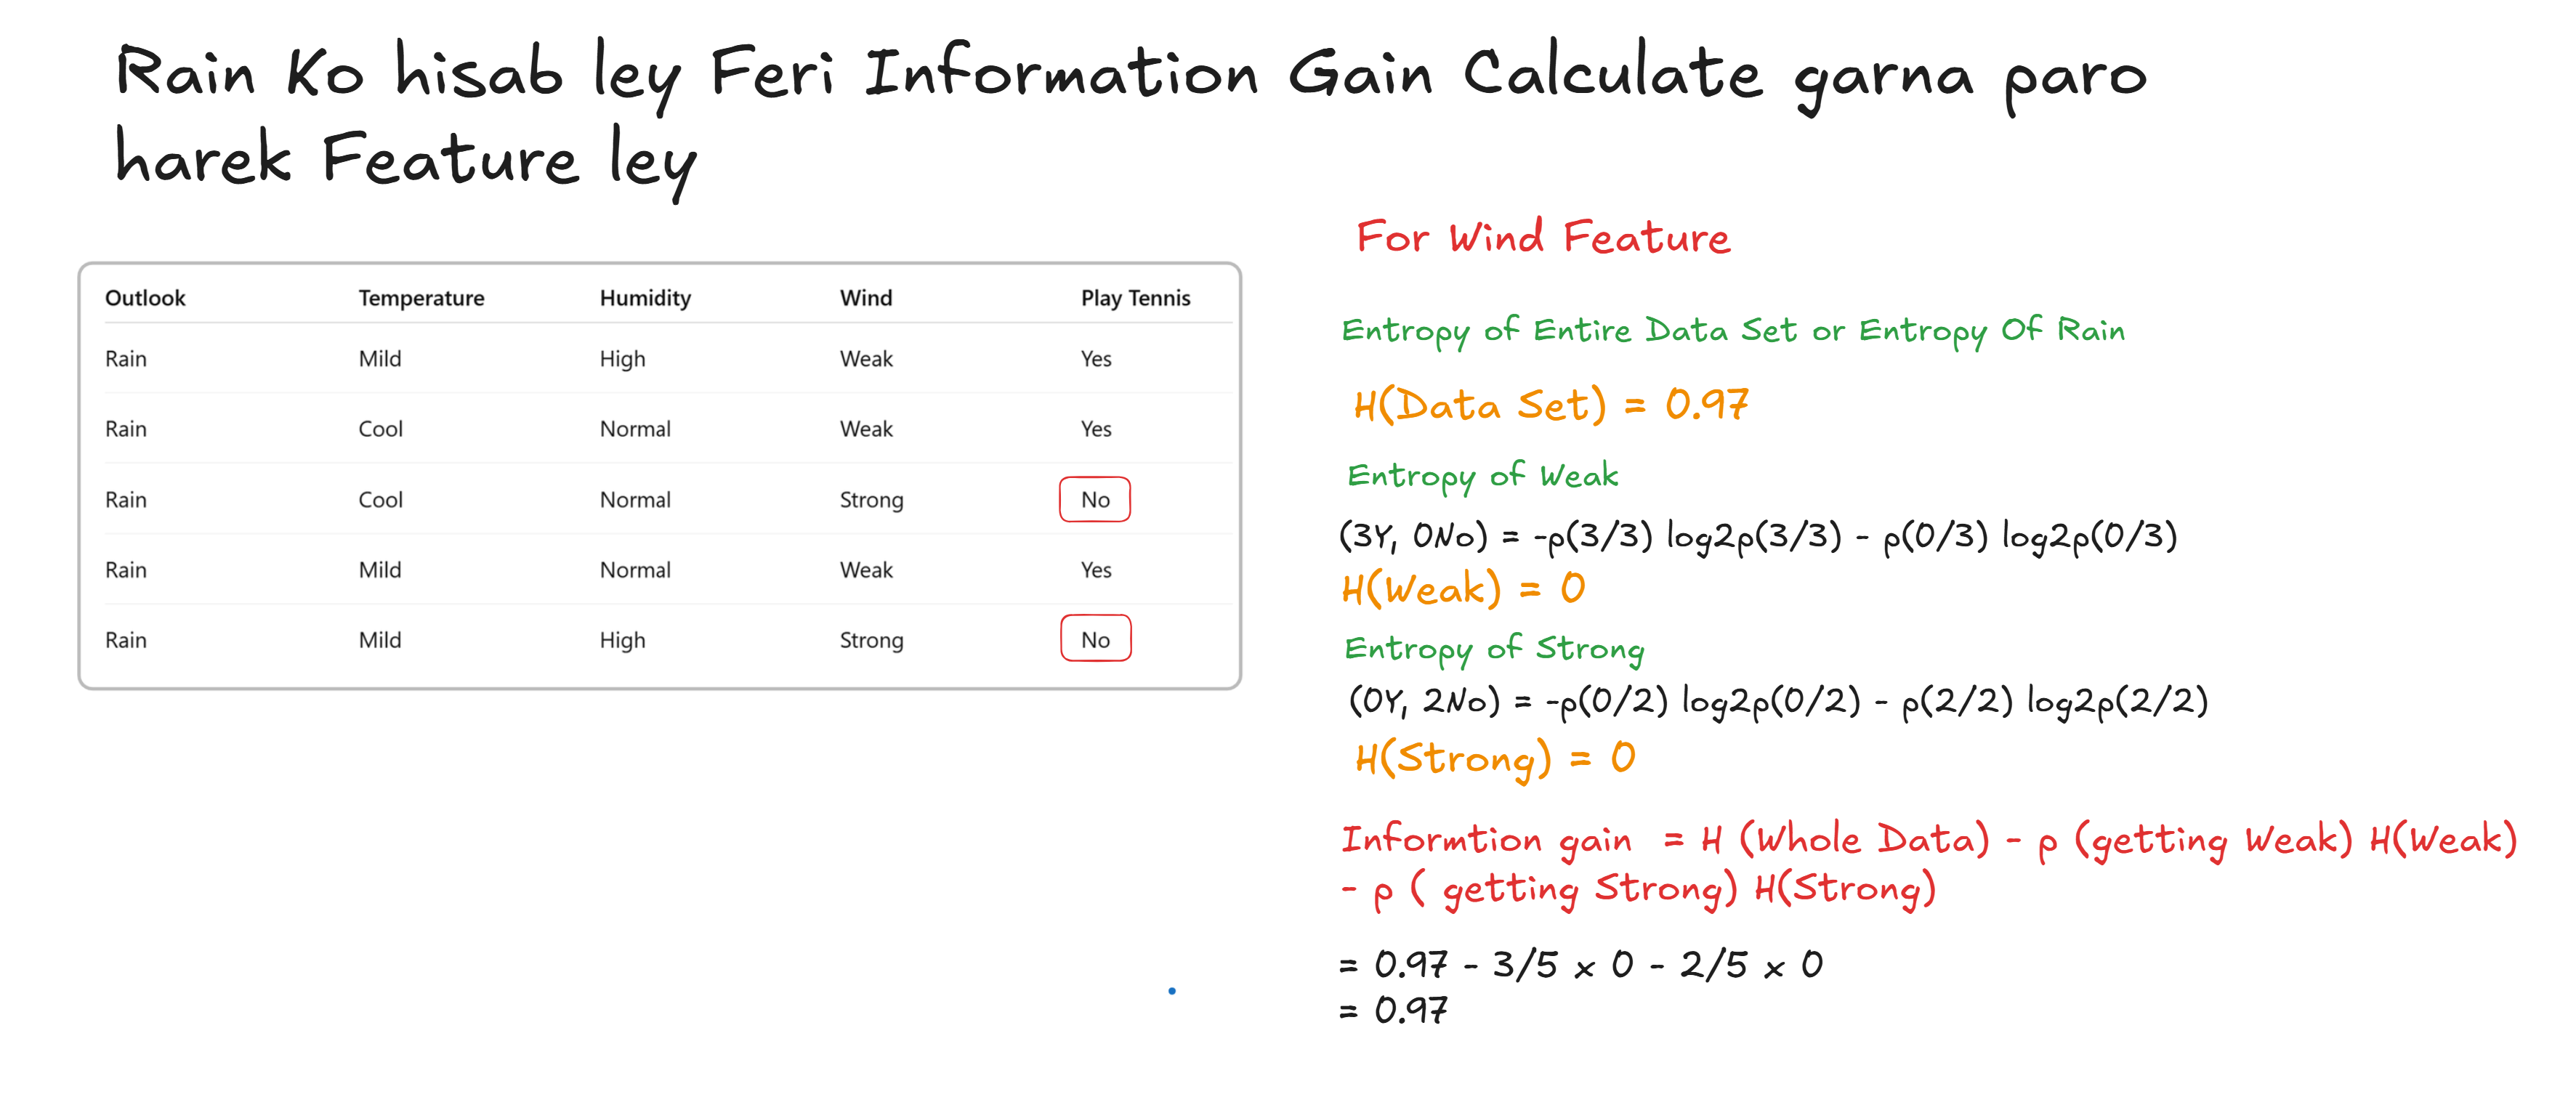 Rain Ko hisab ley Feri Information Gain Calculate garna paro
harek Feature ley
Outlook Temperature Humidity Wind Play Tennis
Rain Mild High Weak Yes
Rain Cool Normal Weak Yes
Rain Cool Normal Strong No
Rain Mild Normal Weak Yes
Rain Mild High Strong No
For Wind Feature
Entropy of Entire Data Set or Entropy Of Rain
H(Data Set) = 0.97
Entropy of Weak
(3Y, 0No) = -p(3/3) log2p(3/3) - p(0/3) log2p(0/3)
H(Weak) = 0
Entropy of Strong
(0Y, 2No) = -p(0/2) log2p(0/2) - p(2/2) log2p(2/2)
H(Strong) = 0
Informtion gain = H (Whole Data) - p (getting Weak) H(Weak)
- p ( getting Strong) H(Strong)
= 0.97 - 3/5 x 0 - 2/5 x 0
= 0.97